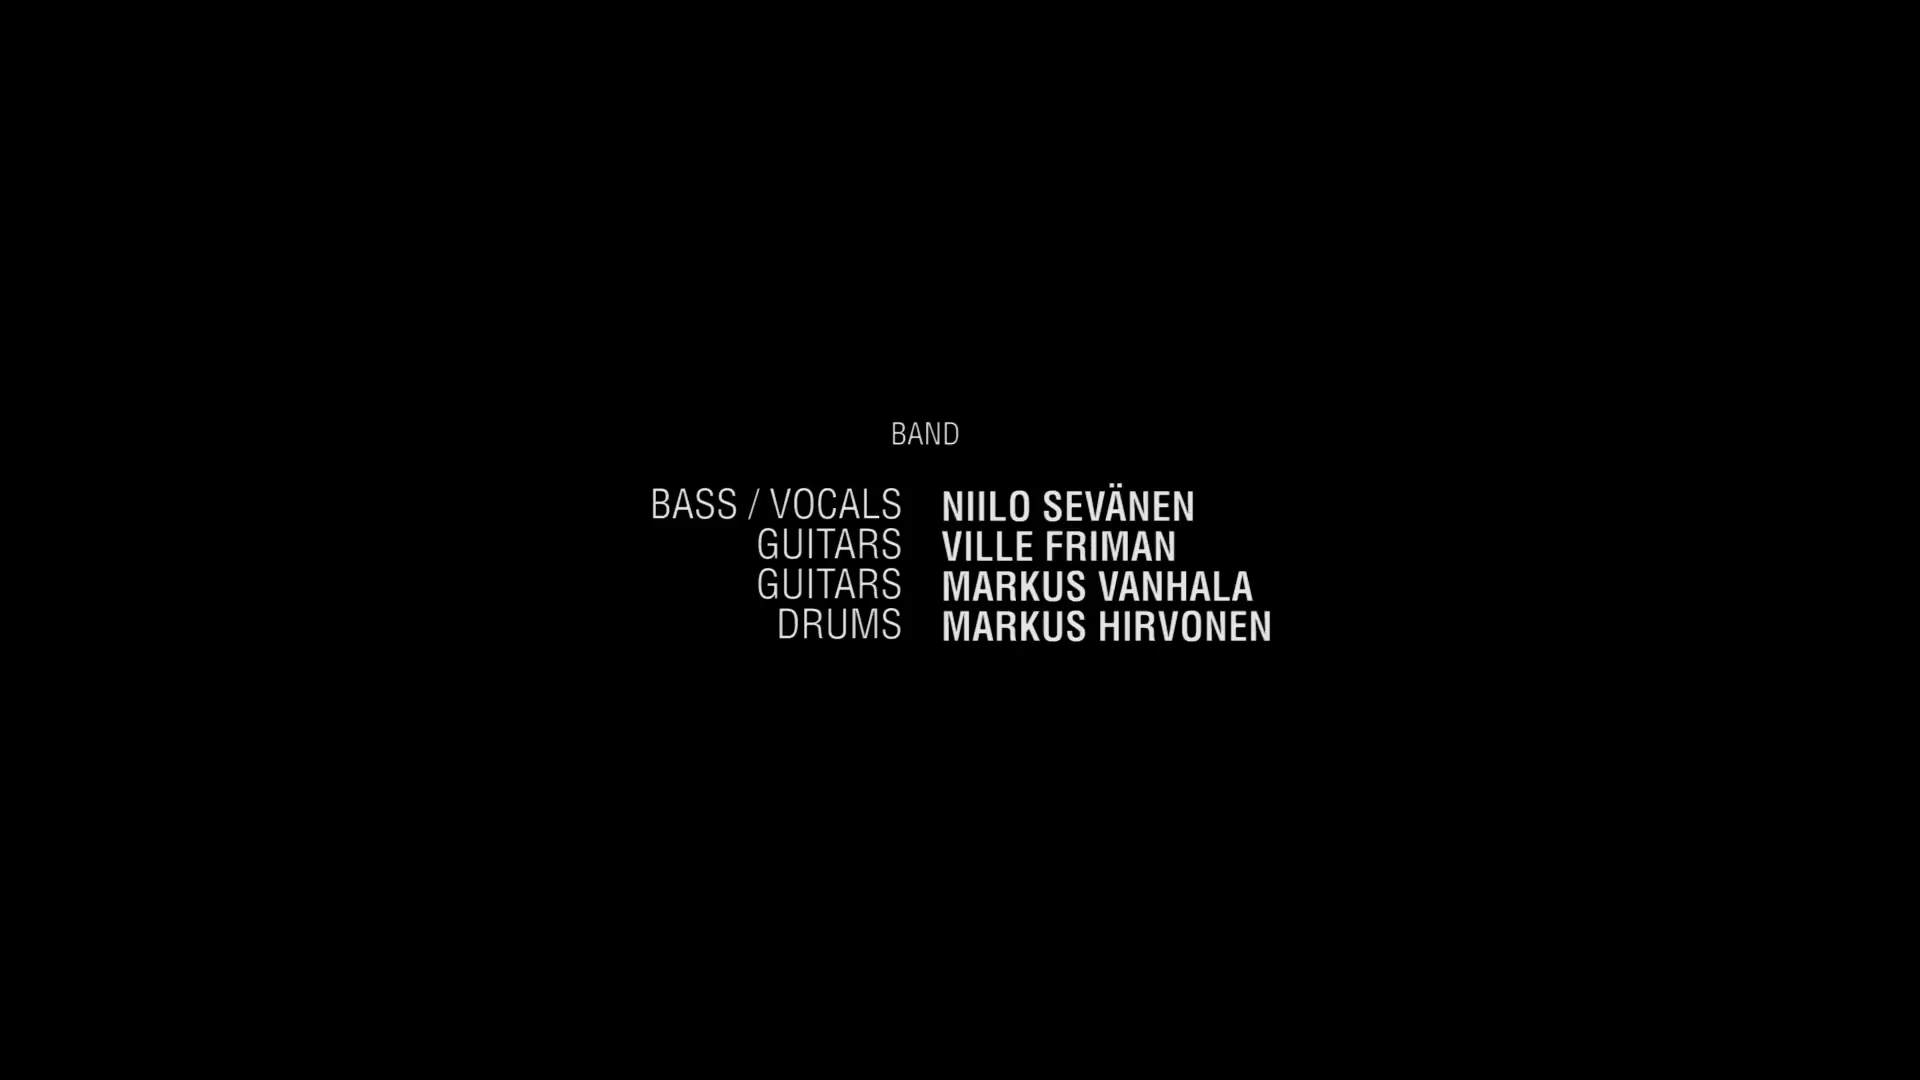 BAND
BASS / VOCALS NIILO SEVÄNEN
GUITARS VILLE FRIMAN
GUITARS MARKUS VANHALA
DRUMS MARKUS HIRVONEN